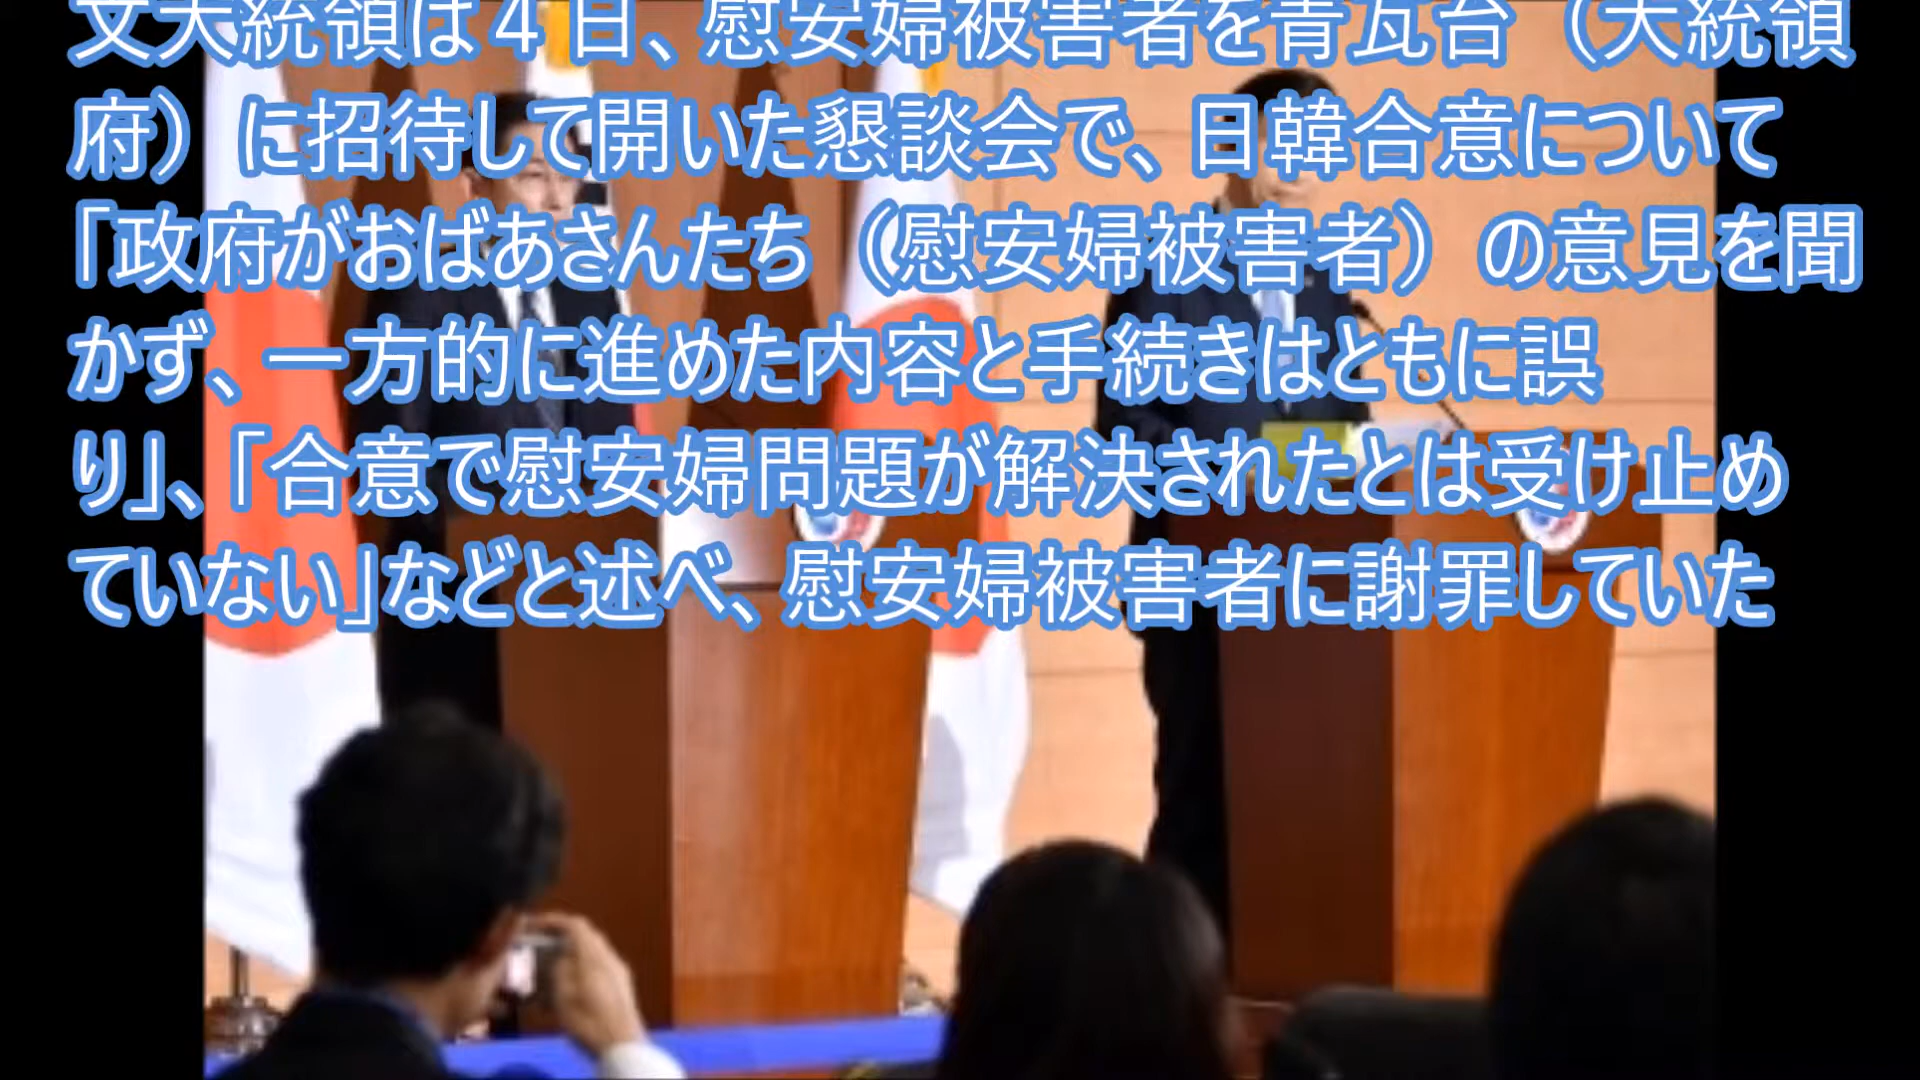 文大統領は４日、慰安婦被害者を青瓦台（大統領
府）に招待して開いた懇談会で、日韓合意について
「政府がおばあさんたち（慰安婦被害者）の意見を聞
かず、一方的に進めた内容と手続きはともに誤
り」、「合意で慰安婦問題が解決されたとは受け止め
ていない」などと述べ、慰安婦被害者に謝罪していた